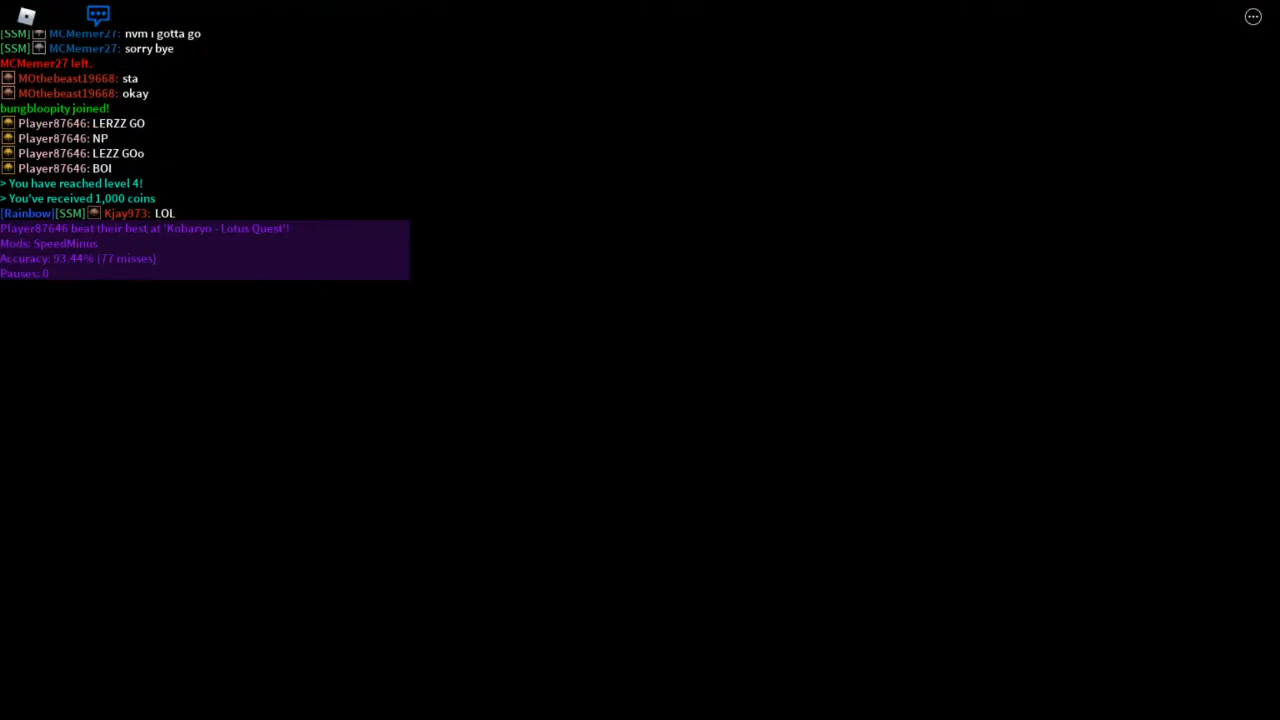 [SSM] MCMemer27: nvm i gotta go
[SSM] MCMemer27: sorry bye
MCMemer27 left.
MOthebeast19668: sta
MOthebeast19668: okay
bungbloopity joined!
Player87646: LERZZ GO
Player87646: NP
Player87646: LEZZ GOo
Player87646: BOI
> You have reached level 4!
> You've received 1,000 coins
[Rainbow][SSM] Kjay973: LOL
Player87646 beat their best at 'Kobaryo - Lotus Quest'!
Mods: SpeedMinus
Accuracy: 93.44% (77 misses)
Pauses: 0